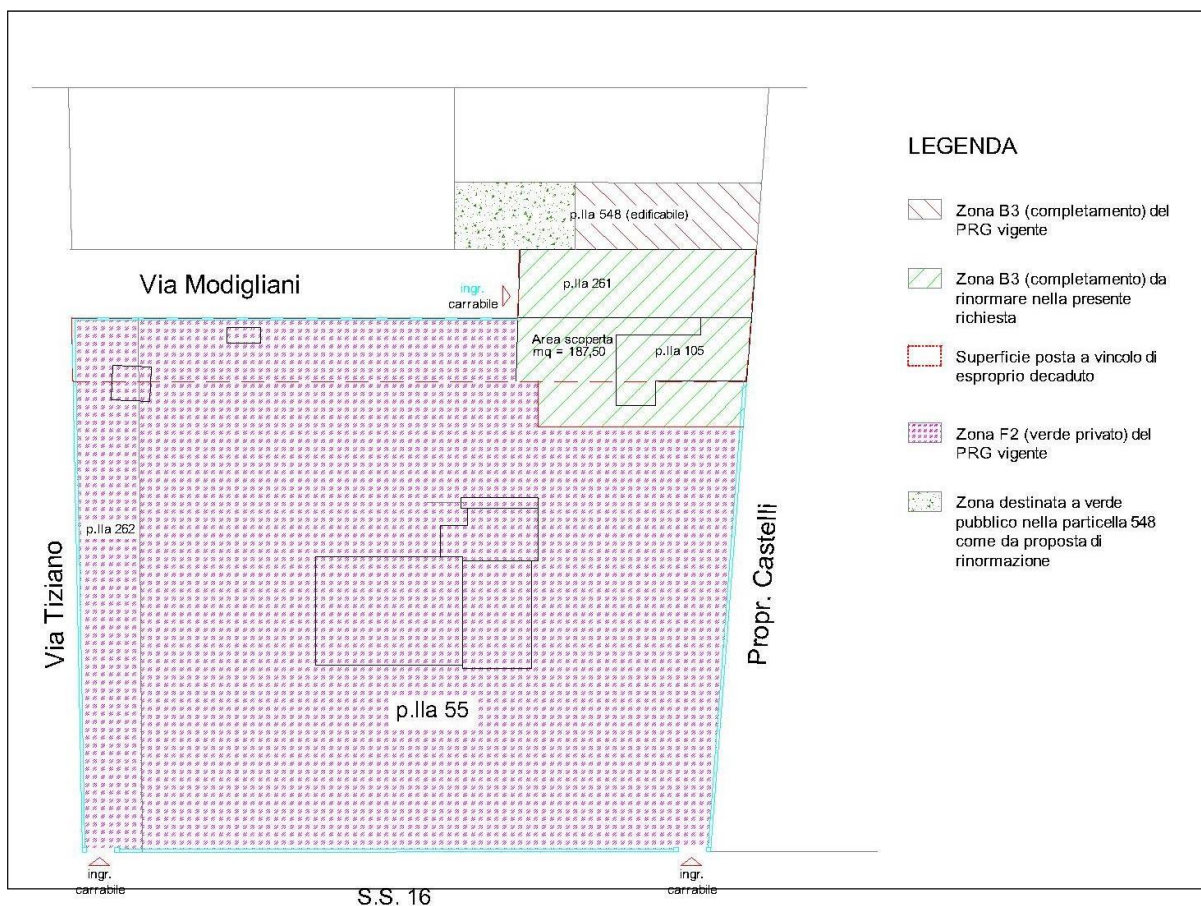 LEGENDA
Zona B3 (completamento) del
PRG vigente
Zona B3 (completamento) da
rinormare nella presente
richiesta
Superficie posta a vincolo di
esproprio decaduto
Zona F2 (verde privato) del
PRG vigente
Zona destinata a verde
pubblico nella particella 548
come da proposta di
rinormazione
p.lla 548 (edificabile)
Via Modigliani
ingr.
carrabile
p.lla 261
Area scoperta
mq = 187,50
p.lla 105
p.lla 262
Via Tiziano
Propr. Castelli
p.lla 55
ingr.
carrabile
S.S. 16
ingr.
carrabile